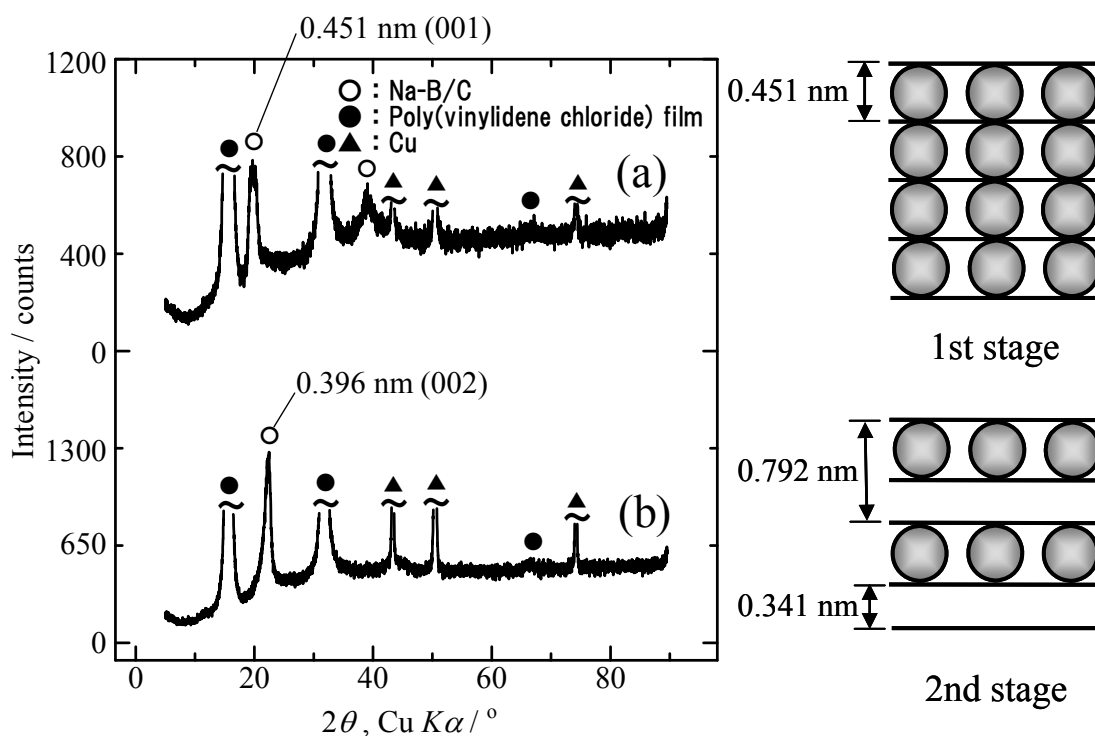 0.451 nm (001)
1200
800
400
0
○ : Na-B/C
● : Poly(vinylidene chloride) film
▲ : Cu
(a)
0.396 nm (002)
1300
650
0
(b)
Intensity / counts
0 20 40 60 80
2θ , Cu Kα / °
0.451 nm
1st stage
0.792 nm
0.341 nm
2nd stage